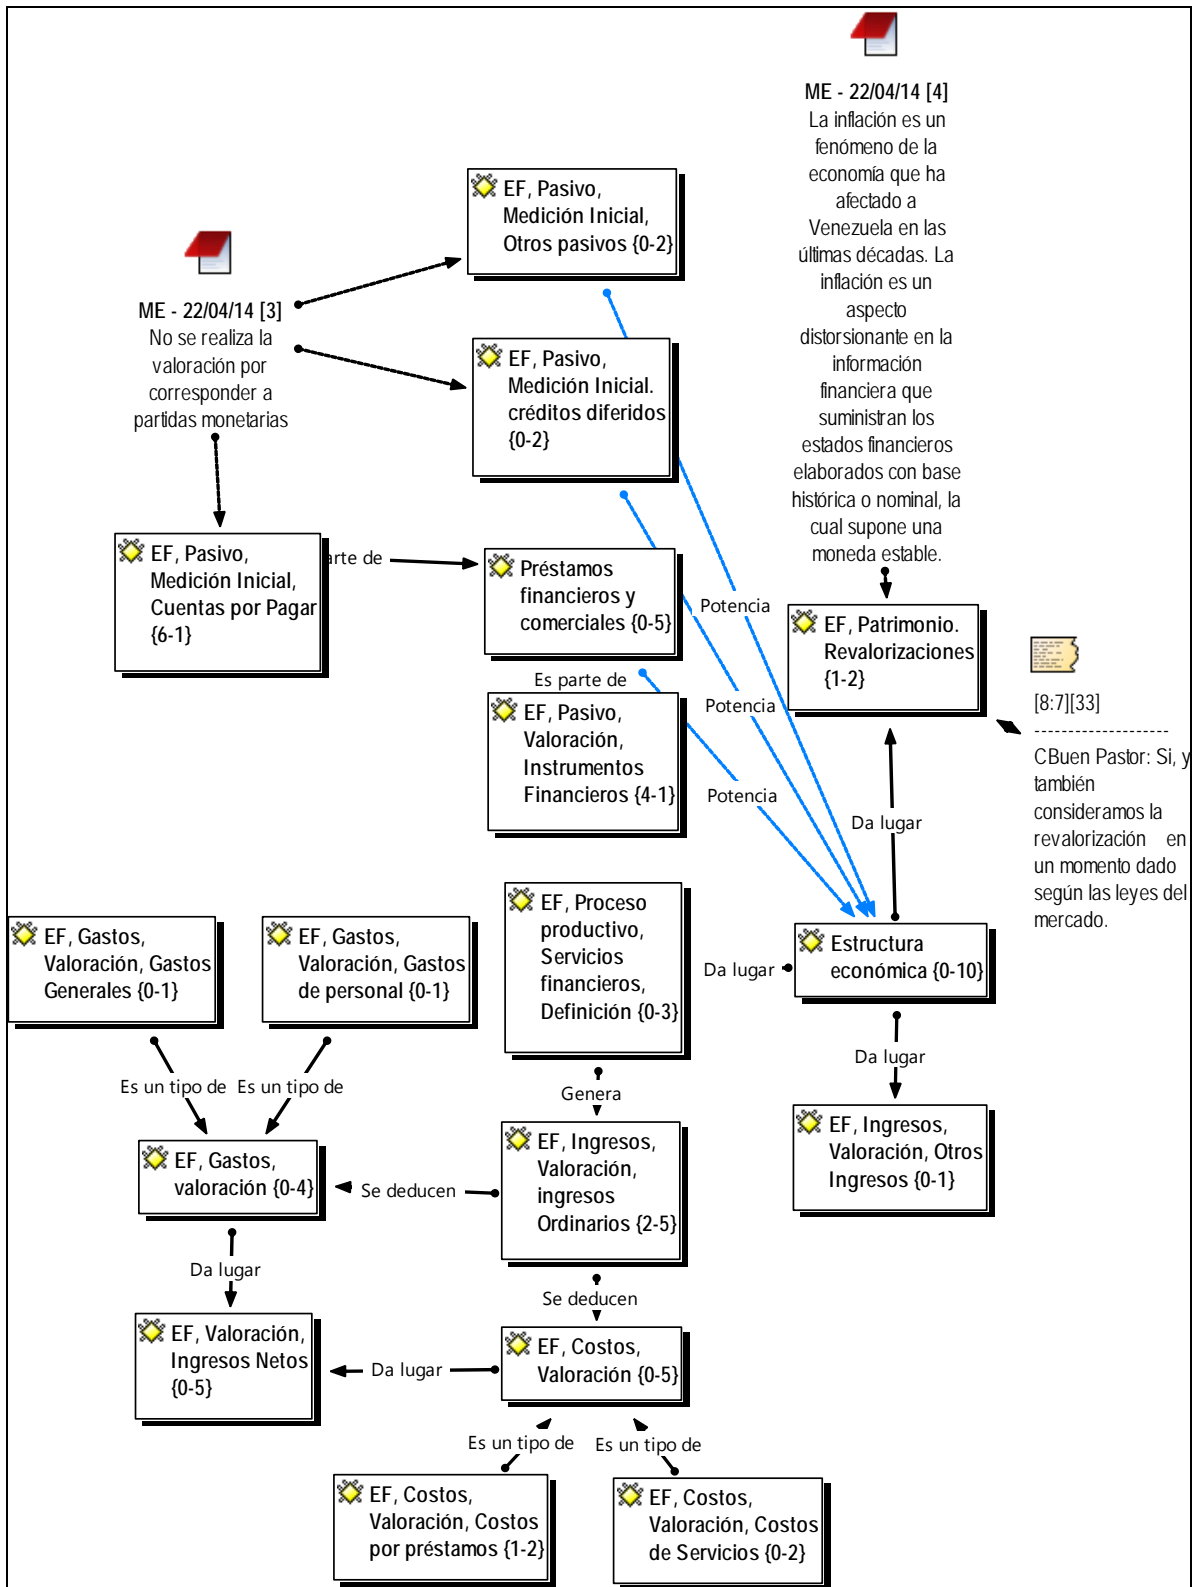 ME - 22/04/14 [4]
La inflación es un
fenómeno de la
economía que ha
afectado a
Venezuela en las
últimas décadas. La
inflación es un
aspecto
distorsionante en la
información
financiera que
suministran los
estados financieros
elaborados con base
histórica o nominal, la
cual supone una
moneda estable.
EF, Pasivo,
Medición Inicial,
Otros pasivos {0-2}
ME - 22/04/14 [3]
No se realiza la
valoración por
corresponder a
partidas monetarias
EF, Pasivo,
Medición Inicial.
créditos diferidos
{0-2}
EF, Pasivo,
Medición Inicial,
Cuentas por Pagar
{6-1}
arte de
Préstamos
financieros y
comerciales {0-5}
Potencia
EF, Patrimonio.
Revalorizaciones
{1-2}
Es parte de
EF, Pasivo,
Valoración,
Instrumentos
Financieros {4-1}
Potencia
Potencia
[8:7][33]
--------------------
CBuen Pastor: Si, y
también
consideramos la
revalorización en
un momento dado
según las leyes del
mercado.
Da lugar
EF, Proceso
productivo,
Servicios
financieros,
Definición {0-3}
Da lugar
Estructura
económica {0-10}
EF, Gastos,
Valoración, Gastos
Generales {0-1}
EF, Gastos,
Valoración, Gastos
de personal {0-1}
Da lugar
Es un tipo de
Es un tipo de
Genera
EF, Ingresos,
Valoración, Otros
Ingresos {0-1}
EF, Gastos,
valoración {0-4}
Se deducen
EF, Ingresos,
Valoración,
ingresos
Ordinarios {2-5}
Da lugar
Se deducen
EF, Valoración,
Ingresos Netos
{0-5}
Da lugar
EF, Costos,
Valoración {0-5}
Es un tipo de
Es un tipo de
EF, Costos,
Valoración, Costos
por préstamos {1-2}
EF, Costos,
Valoración, Costos
de Servicios {0-2}